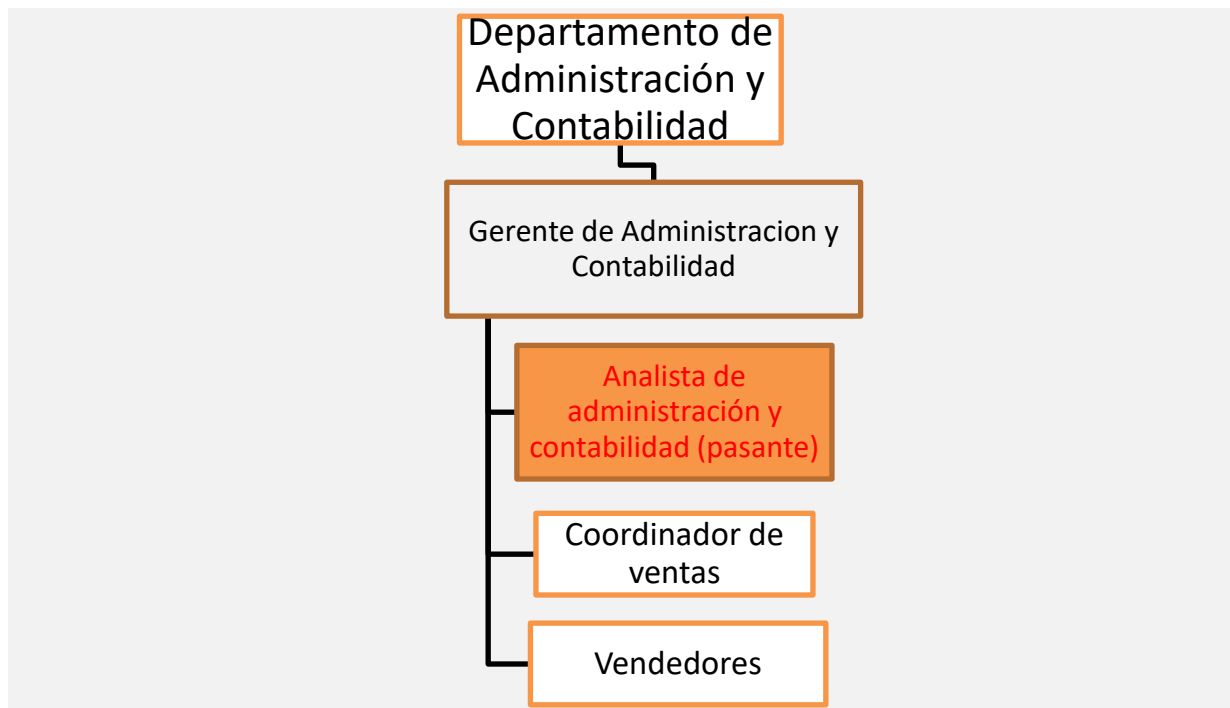 Departamento de
Administración y
Contabilidad
Gerente de Administracion y
Contabilidad
Analista de
administración y
contabilidad (pasante)
Coordinador de
ventas
Vendedores